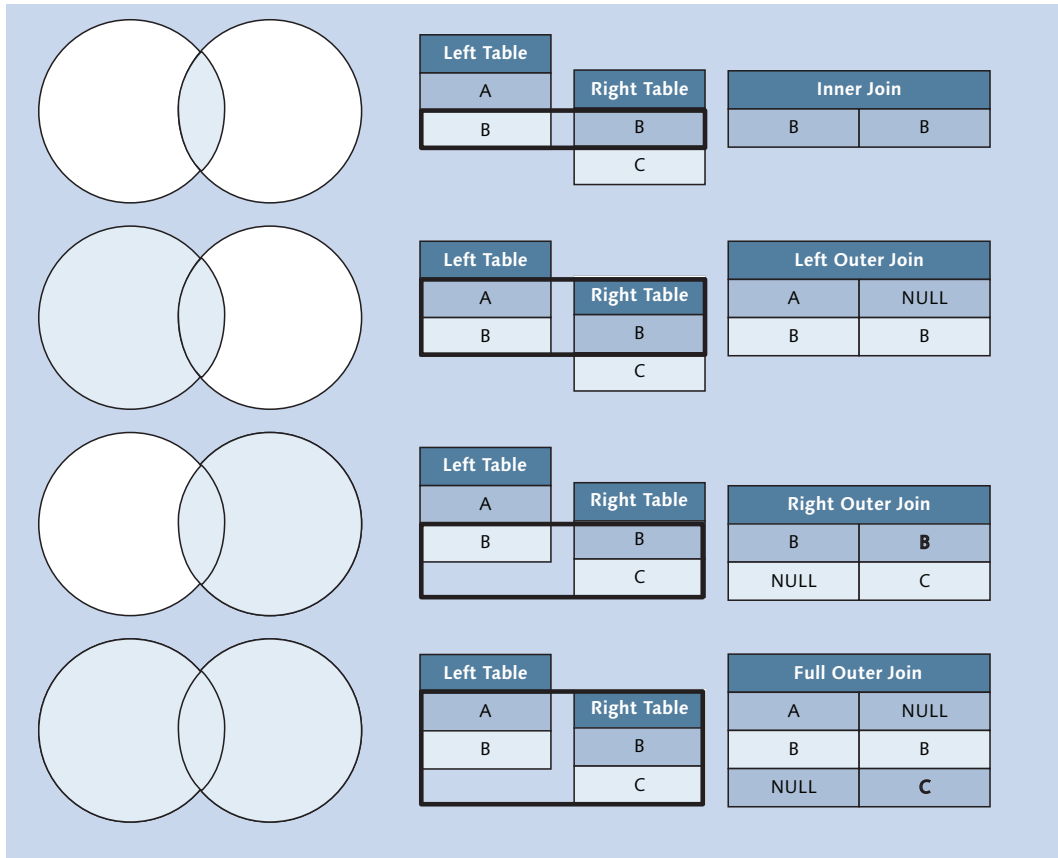 Left Table
A
B
Right Table
B
C
Inner Join
B B
Left Table
A
B
Right Table
B
C
Left Outer Join
A NULL
B B
Left Table
A
B
Right Table
B
C
Right Outer Join
B B
NULL C
Left Table
A
B
Right Table
B
C
Full Outer Join
A NULL
B B
NULL C